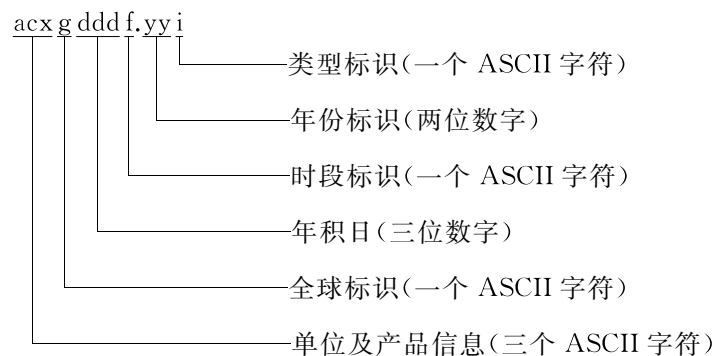 acx g ddd f.yy i
类型标识(一个 ASCII 字符)
年份标识(两位数字)
时段标识(一个 ASCII 字符)
年积日(三位数字)
全球标识(一个 ASCII 字符)
单位及产品信息(三个 ASCII 字符)